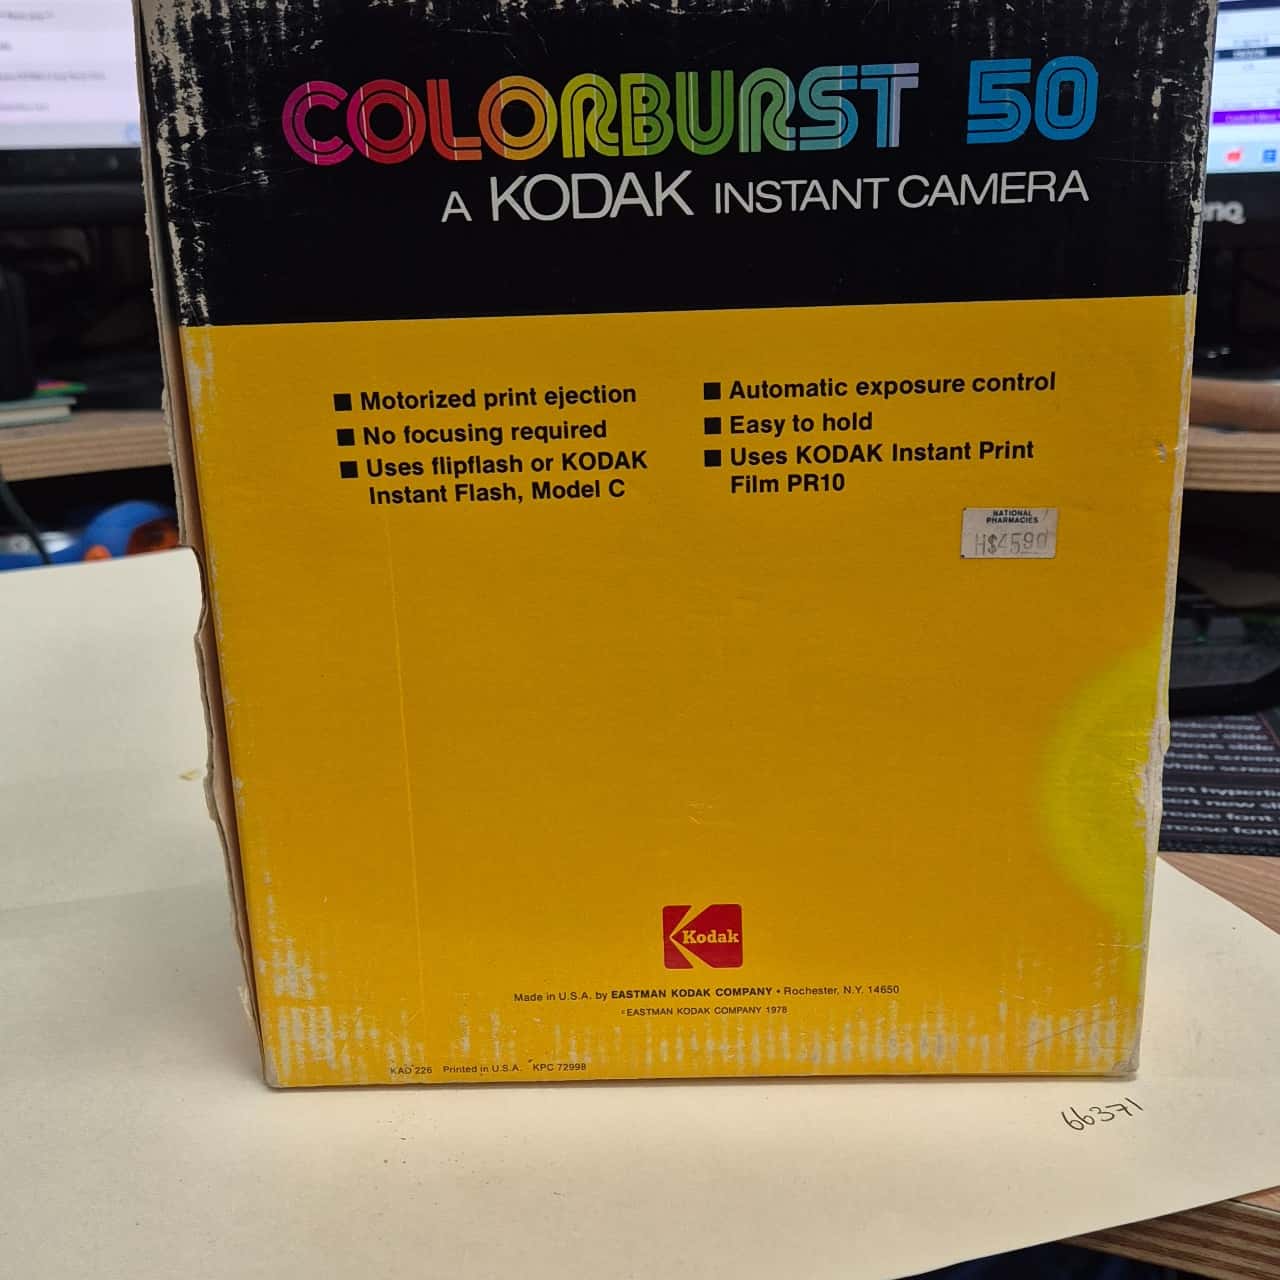 COLORBURST 50
A KODAK INSTANT CAMERA
■ Motorized print ejection
■ No focusing required
■ Uses flipflash or KODAK
Instant Flash, Model C
■ Automatic exposure control
■ Easy to hold
■ Uses KODAK Instant Print
Film PR10
NATIONAL
PHARMACIES
H$4590
Kodak
Made in U.S.A. by EASTMAN KODAK COMPANY • Rochester, N.Y. 14650
© EASTMAN KODAK COMPANY 1978
KAO 226 Printed in U.S.A. KPC 72998
66371